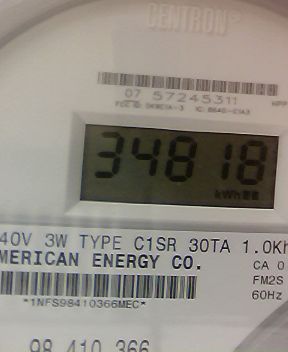 CENTRON
07 57245311
34818
kWh
40V 3W TYPE C1SR 30TA 1.0Kh
MERICAN ENERGY CO.
CA 0
FM2S
60Hz
*1NFS98410366MEC*
98 410 366